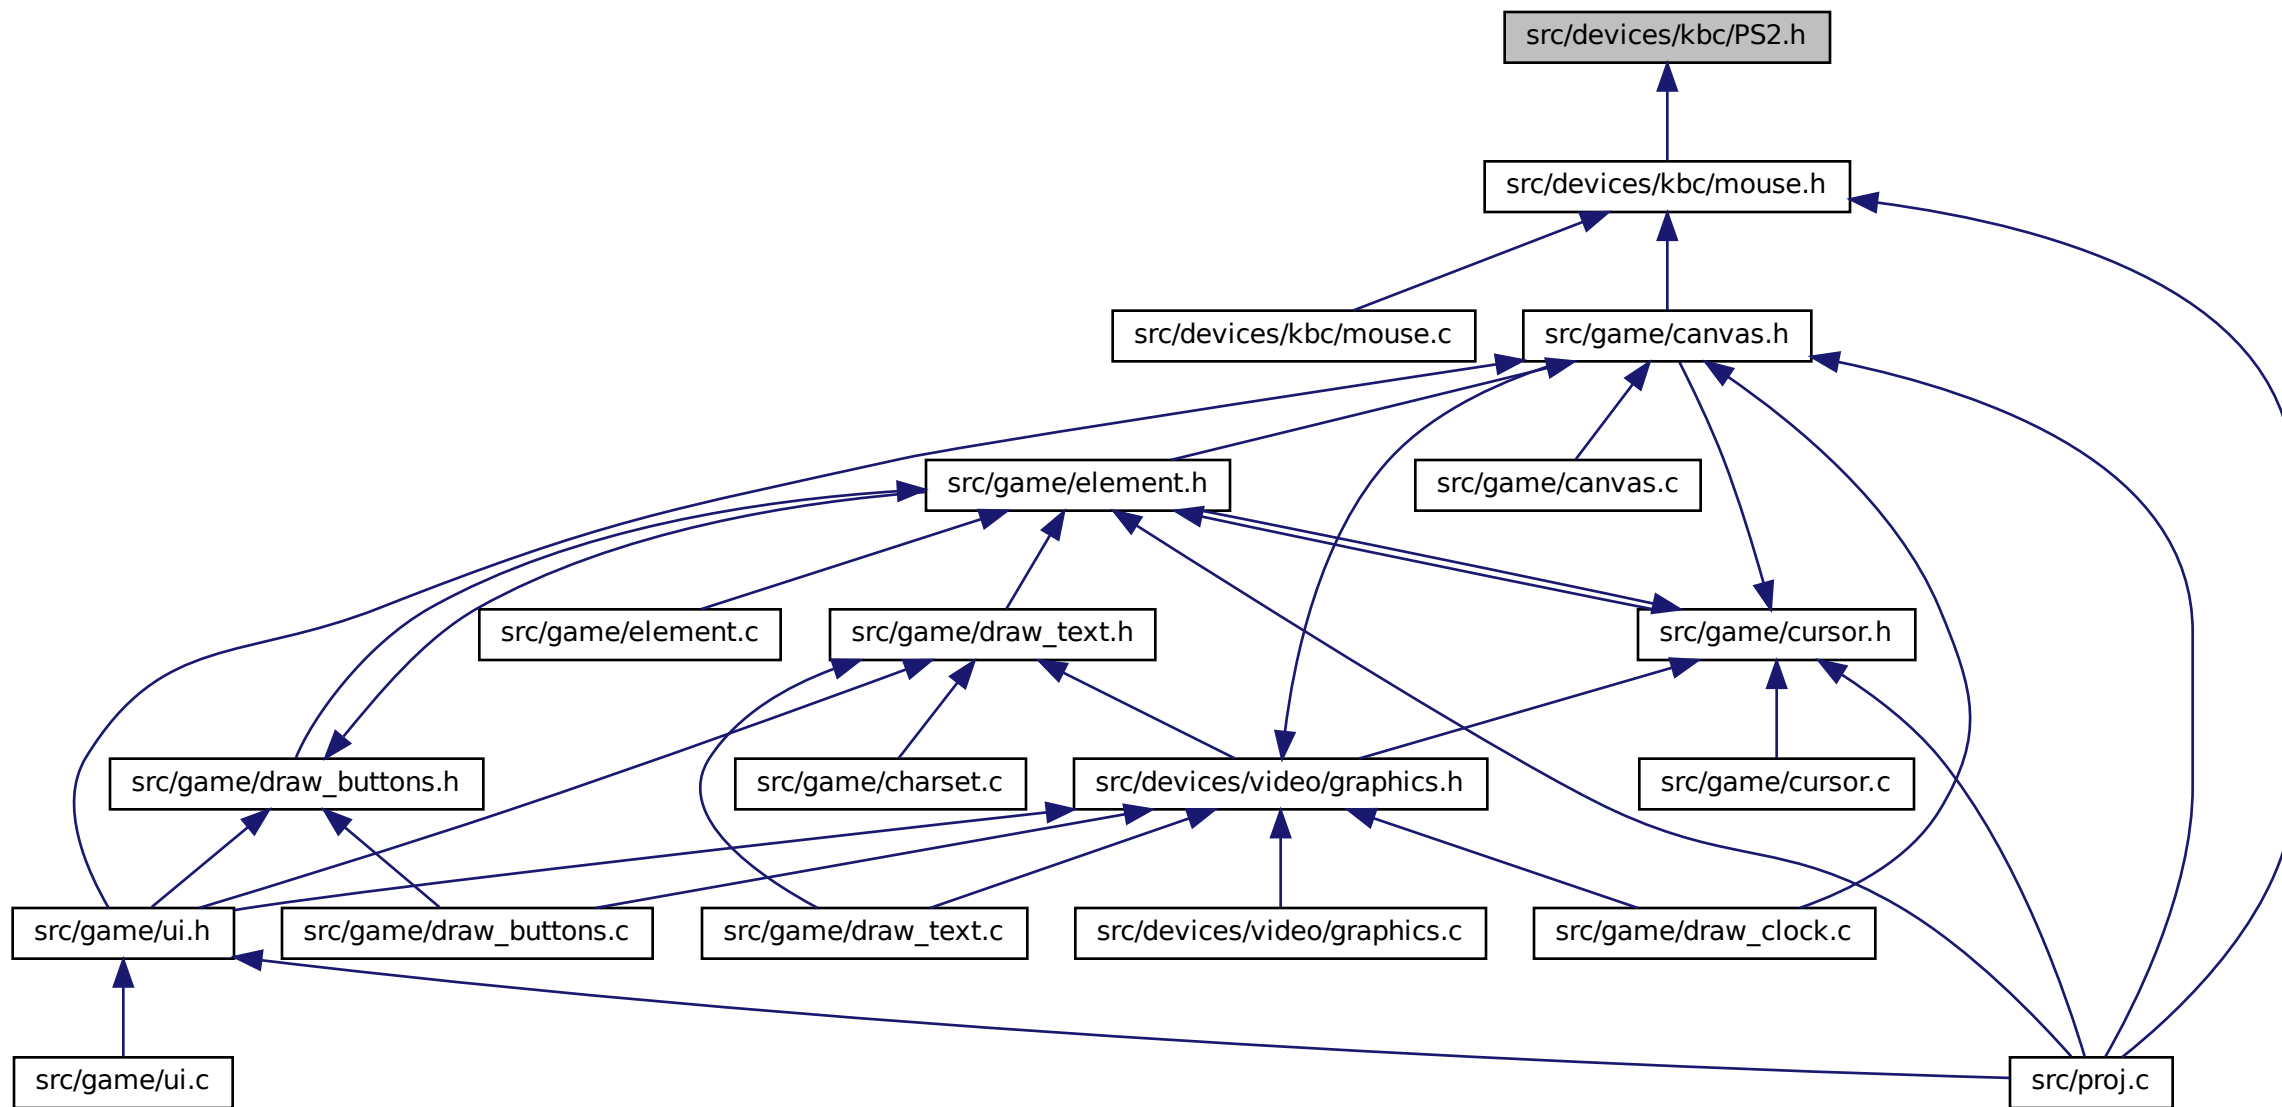 src/devices/kbc/PS2.h
src/devices/kbc/mouse.h
src/devices/kbc/mouse.c
src/game/canvas.h
src/game/element.h
src/game/canvas.c
src/game/element.c
src/game/draw_text.h
src/game/cursor.h
src/game/draw_buttons.h
src/game/charset.c
src/devices/video/graphics.h
src/game/cursor.c
src/game/ui.h
src/game/draw_buttons.c
src/game/draw_text.c
src/devices/video/graphics.c
src/game/draw_clock.c
src/game/ui.c
src/proj.c